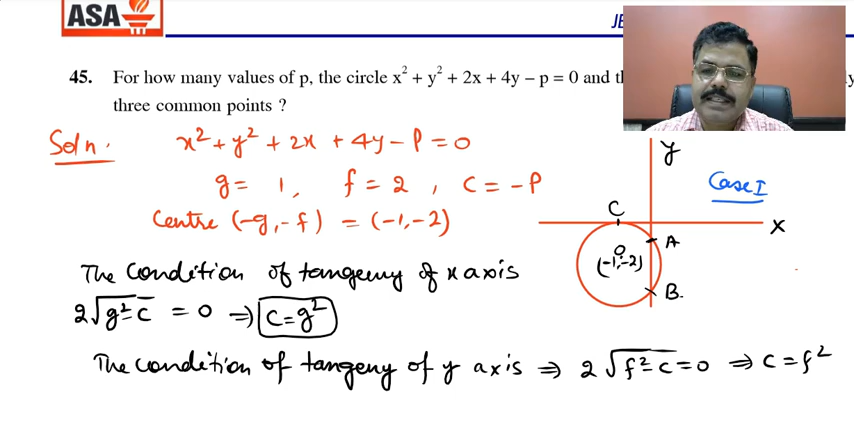 ASA
JE
45. For how many values of p, the circle x² + y² + 2x + 4y – p = 0 and th
three common points ?
Soln. x² + y² + 2x + 4y – P = 0
g = 1, f = 2, c = –P
Centre (–g, –f) = (–1, –2)
y
Case I
C
X
A
O
(–1, –2)
B.
The condition of tangemy of x axis
2√g²–c = 0 ⇒ c = g²
The condition of tangeny of y axis ⇒ 2√f²–c = 0 ⇒ c = f²